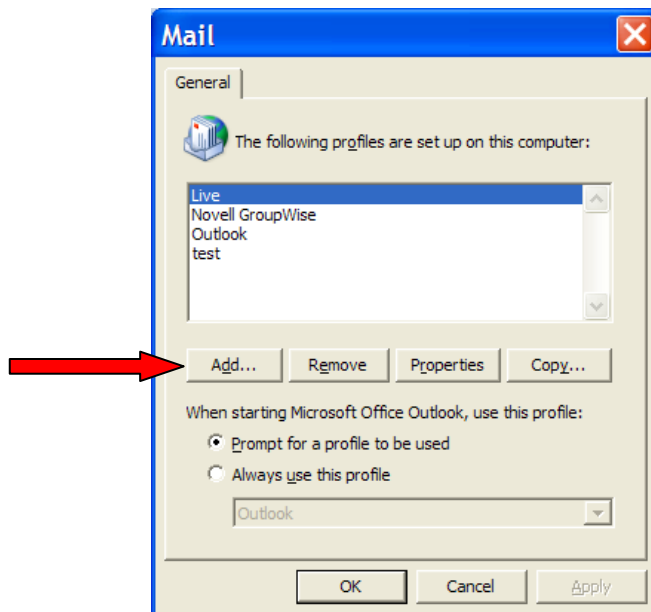 Mail
General
The following profiles are set up on this computer:
Live
Novell GroupWise
Outlook
test
Add...
Remove
Properties
Copy...
When starting Microsoft Office Outlook, use this profile:
Prompt for a profile to be used
Always use this profile
Outlook
OK
Cancel
Apply